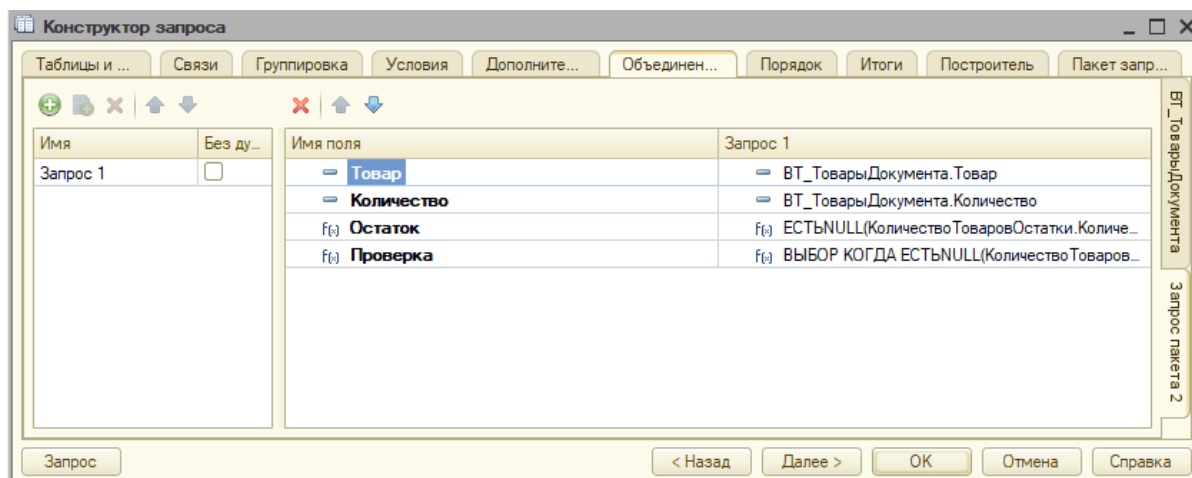 Конструктор запроса
Таблицы и ... Связи Группировка Условия Дополните... Объединен... Порядок Итоги Построитель Пакет запр...
Имя Без ду... Имя поля Запрос 1
Запрос 1 Товар ВТ_ТоварыДокумента.Товар
Количество ВТ_ТоварыДокумента.Количество
f(x) Остаток f(x) ЕСТЬNULL(КоличествоТоваровОстатки.Количе...
f(x) Проверка f(x) ВЫБОР КОГДА ЕСТЬNULL(КоличествоТоваров...
ВТ_ТоварыДокумента
Запрос пакета 2
Запрос < Назад Далее > OK Отмена Справка